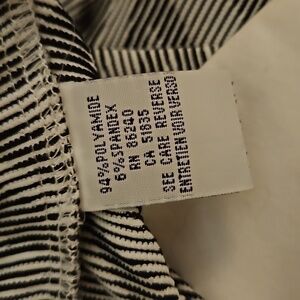 94% POLYAMIDE
6% SPANDEX
RN 86240
CA 51835
SEE CARE REVERSE
ENTRETIEN VOIR VERSO